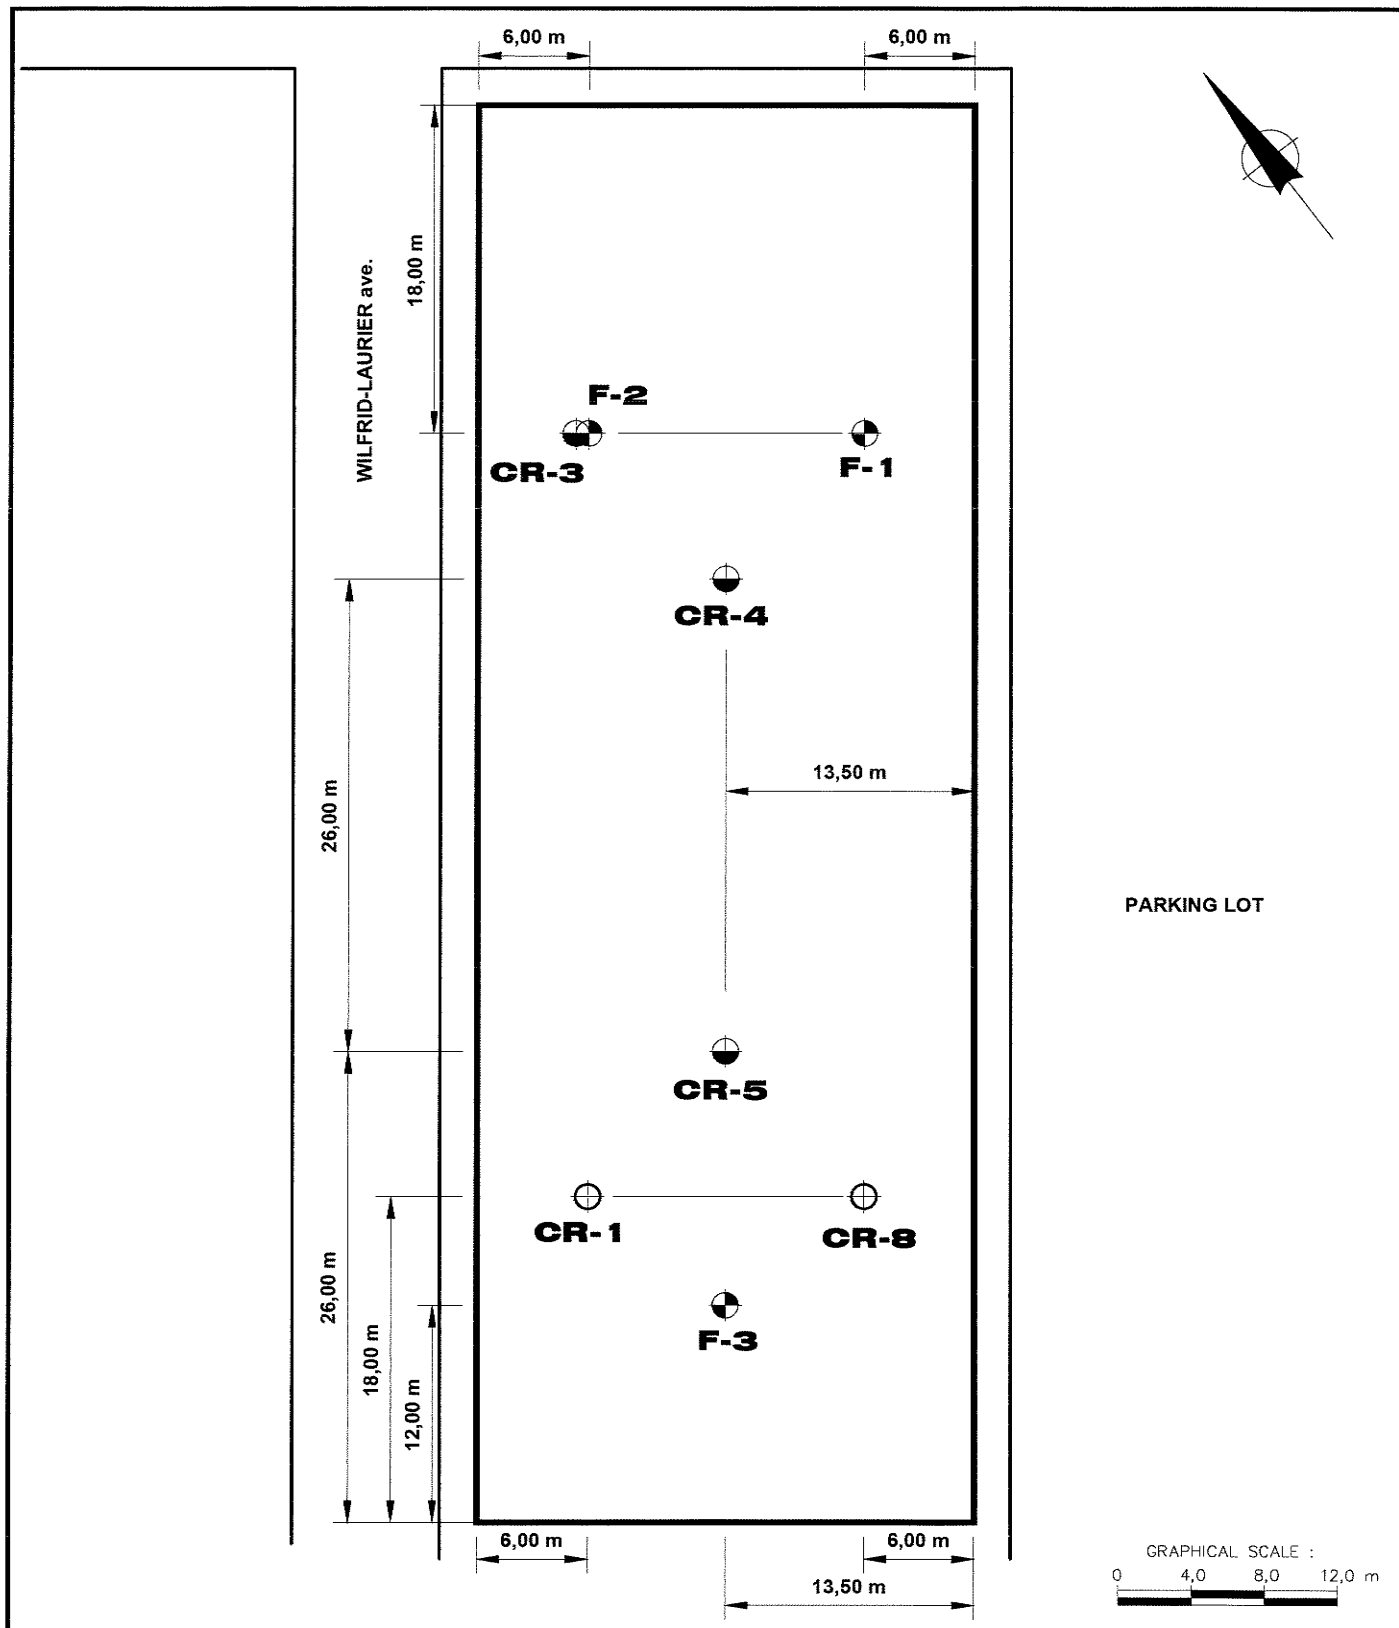 6,00 m
6,00 m
18,00 m
WILFRID-LAURIER ave.
F-2
CR-3
F-1
CR-4
26,00 m
13,50 m
PARKING LOT
CR-5
CR-1
CR-8
26,00 m
18,00 m
12,00 m
F-3
6,00 m
6,00 m
13,50 m
GRAPHICAL SCALE :
0 4,0 8,0 12,0 m